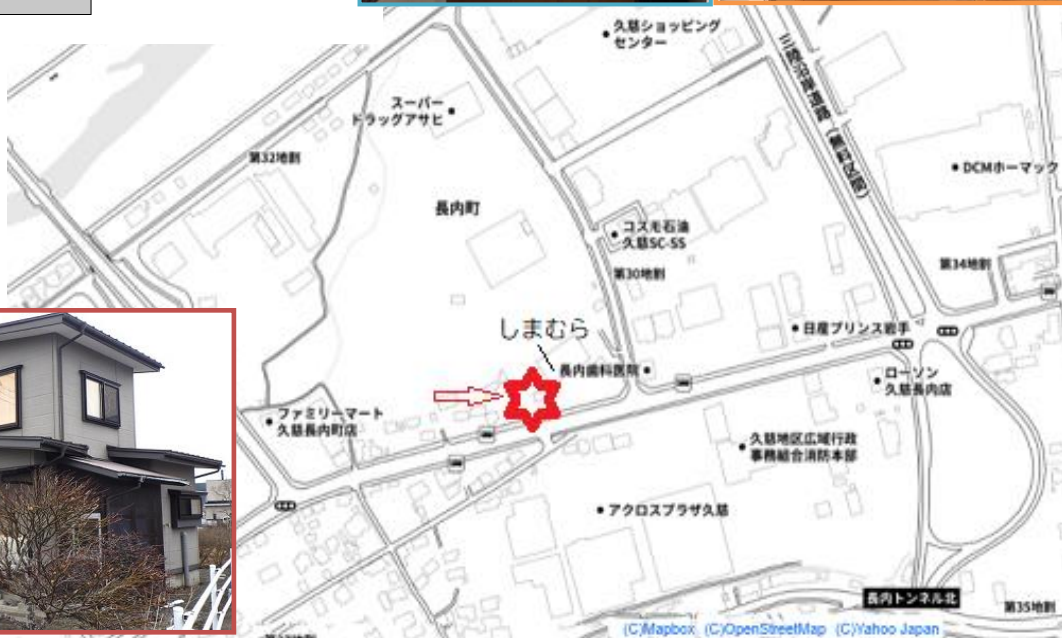 久慈ショッピング
センター
スーパー
ドラッグアサヒ
第32地割
DCMホーマック
長内町
コスモ石油
久慈SC-SS
第30地割
第34地割
しまむら
日産プリンス岩手
長内歯科医院
ローソン
久慈長内店
ファミリーマート
久慈長内町店
久慈地区広域行政
事務組合消防本部
アクロスプラザ久慈
長内トンネル北
第35地割
(C)Mapbox (C)OpenStreetMap (C)Yahoo Japan